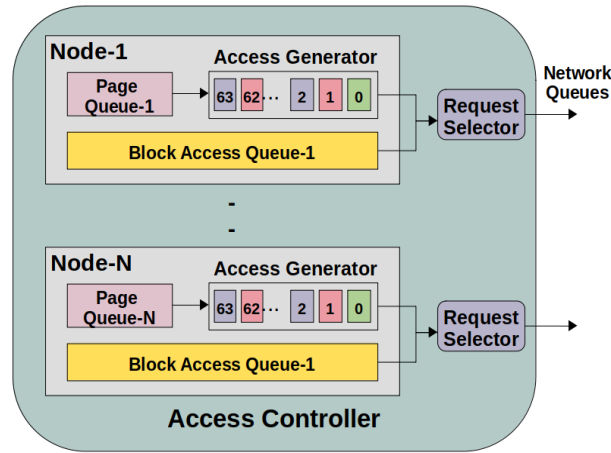 Node-1
Access Generator
Page
Queue-1
63 62 ... 2 1 0
Block Access Queue-1
Request
Selector
Network
Queues
-
-
Node-N
Access Generator
Page
Queue-N
63 62 ... 2 1 0
Block Access Queue-1
Request
Selector
Access Controller